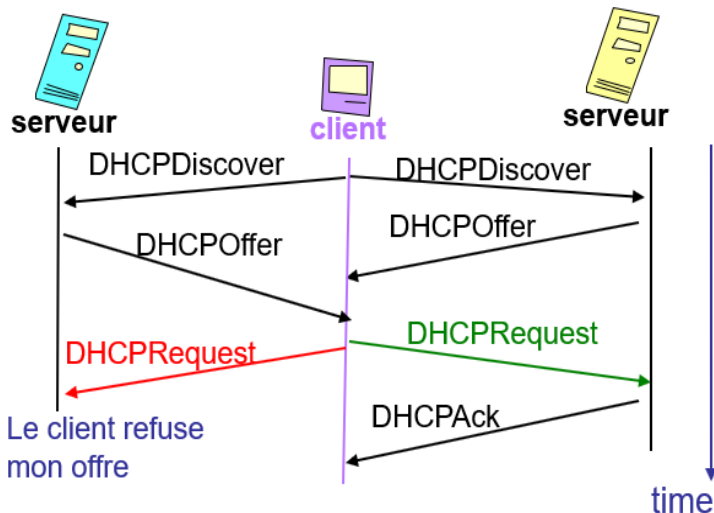 serveur
client
serveur
DHCPDiscover
DHCPDiscover
DHCPOffer
DHCPOffer
DHCPRequest
DHCPRequest
Le client refuse
mon offre
DHCPAck
time